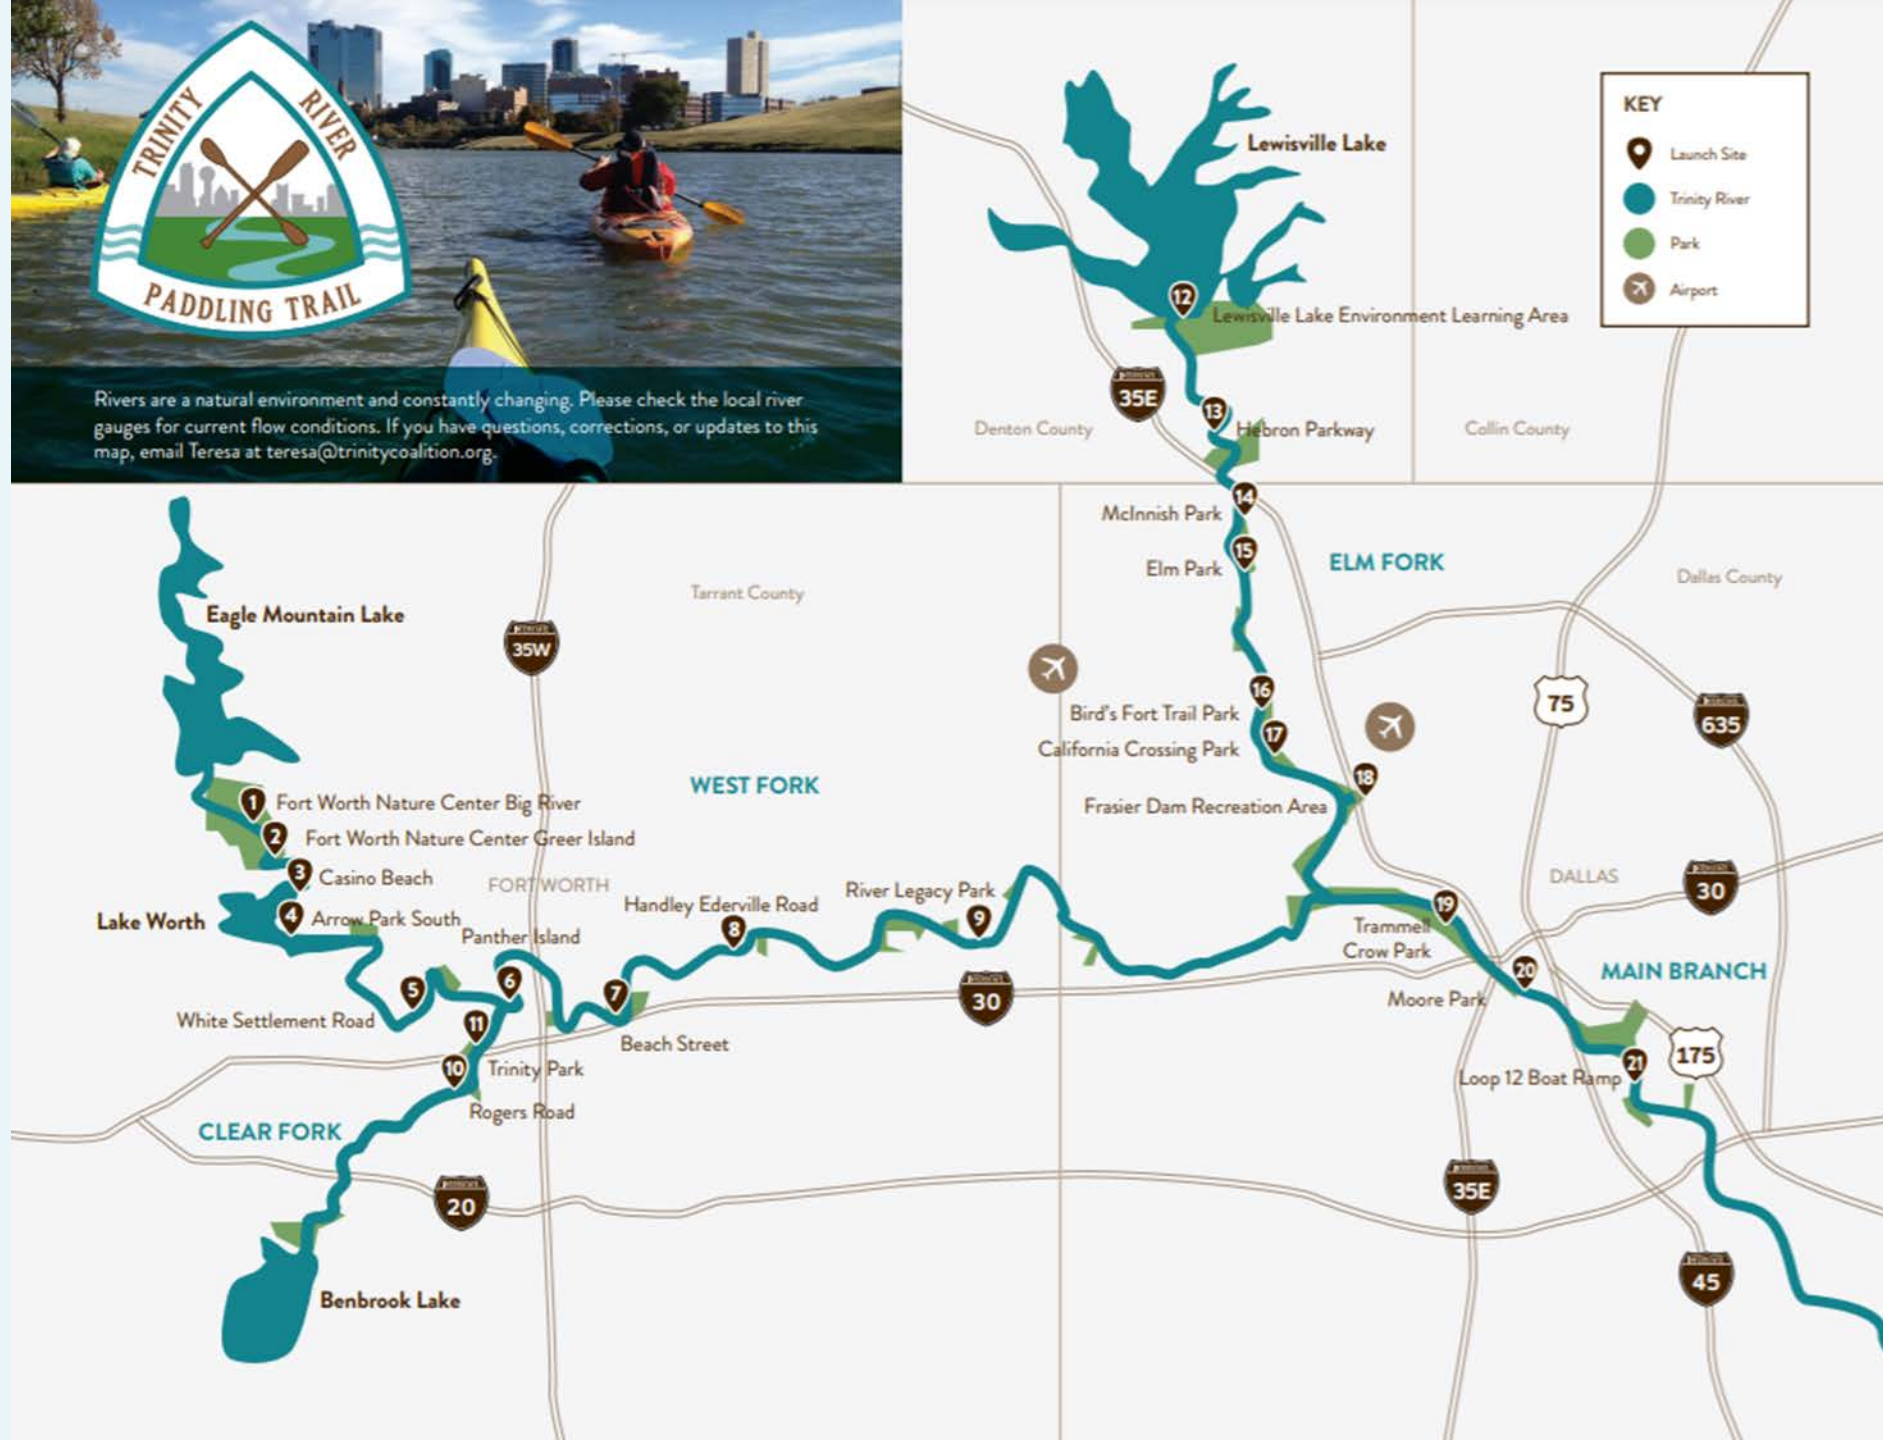 TRINITY RIVER
PADDLING TRAIL
Rivers are a natural environment and constantly changing. Please check the local river
gauges for current flow conditions. If you have questions, corrections, or updates to this
map, email Teresa at teresa@trinitycoalition.org.
KEY
Launch Site
Trinity River
Park
Airport
Lewisville Lake
12
Lewisville Lake Environment Learning Area
35E
13
Hebron Parkway
Denton County
Collin County
14
McInnish Park
15
Elm Park
ELM FORK
Dallas County
Tarrant County
Eagle Mountain Lake
35W
16
Bird's Fort Trail Park
17
California Crossing Park
18
Frasier Dam Recreation Area
75
635
WEST FORK
1
Fort Worth Nature Center Big River
2
Fort Worth Nature Center Greer Island
3
Casino Beach
FORT WORTH
4
Arrow Park South
Lake Worth
Panther Island
Handley Ederville Road
8
River Legacy Park
9
DALLAS
30
19
Trammell
Crow Park
20
Moore Park
MAIN BRANCH
5
White Settlement Road
6
7
Beach Street
30
11
Trinity Park
10
Rogers Road
CLEAR FORK
175
21
Loop 12 Boat Ramp
20
35E
45
Benbrook Lake